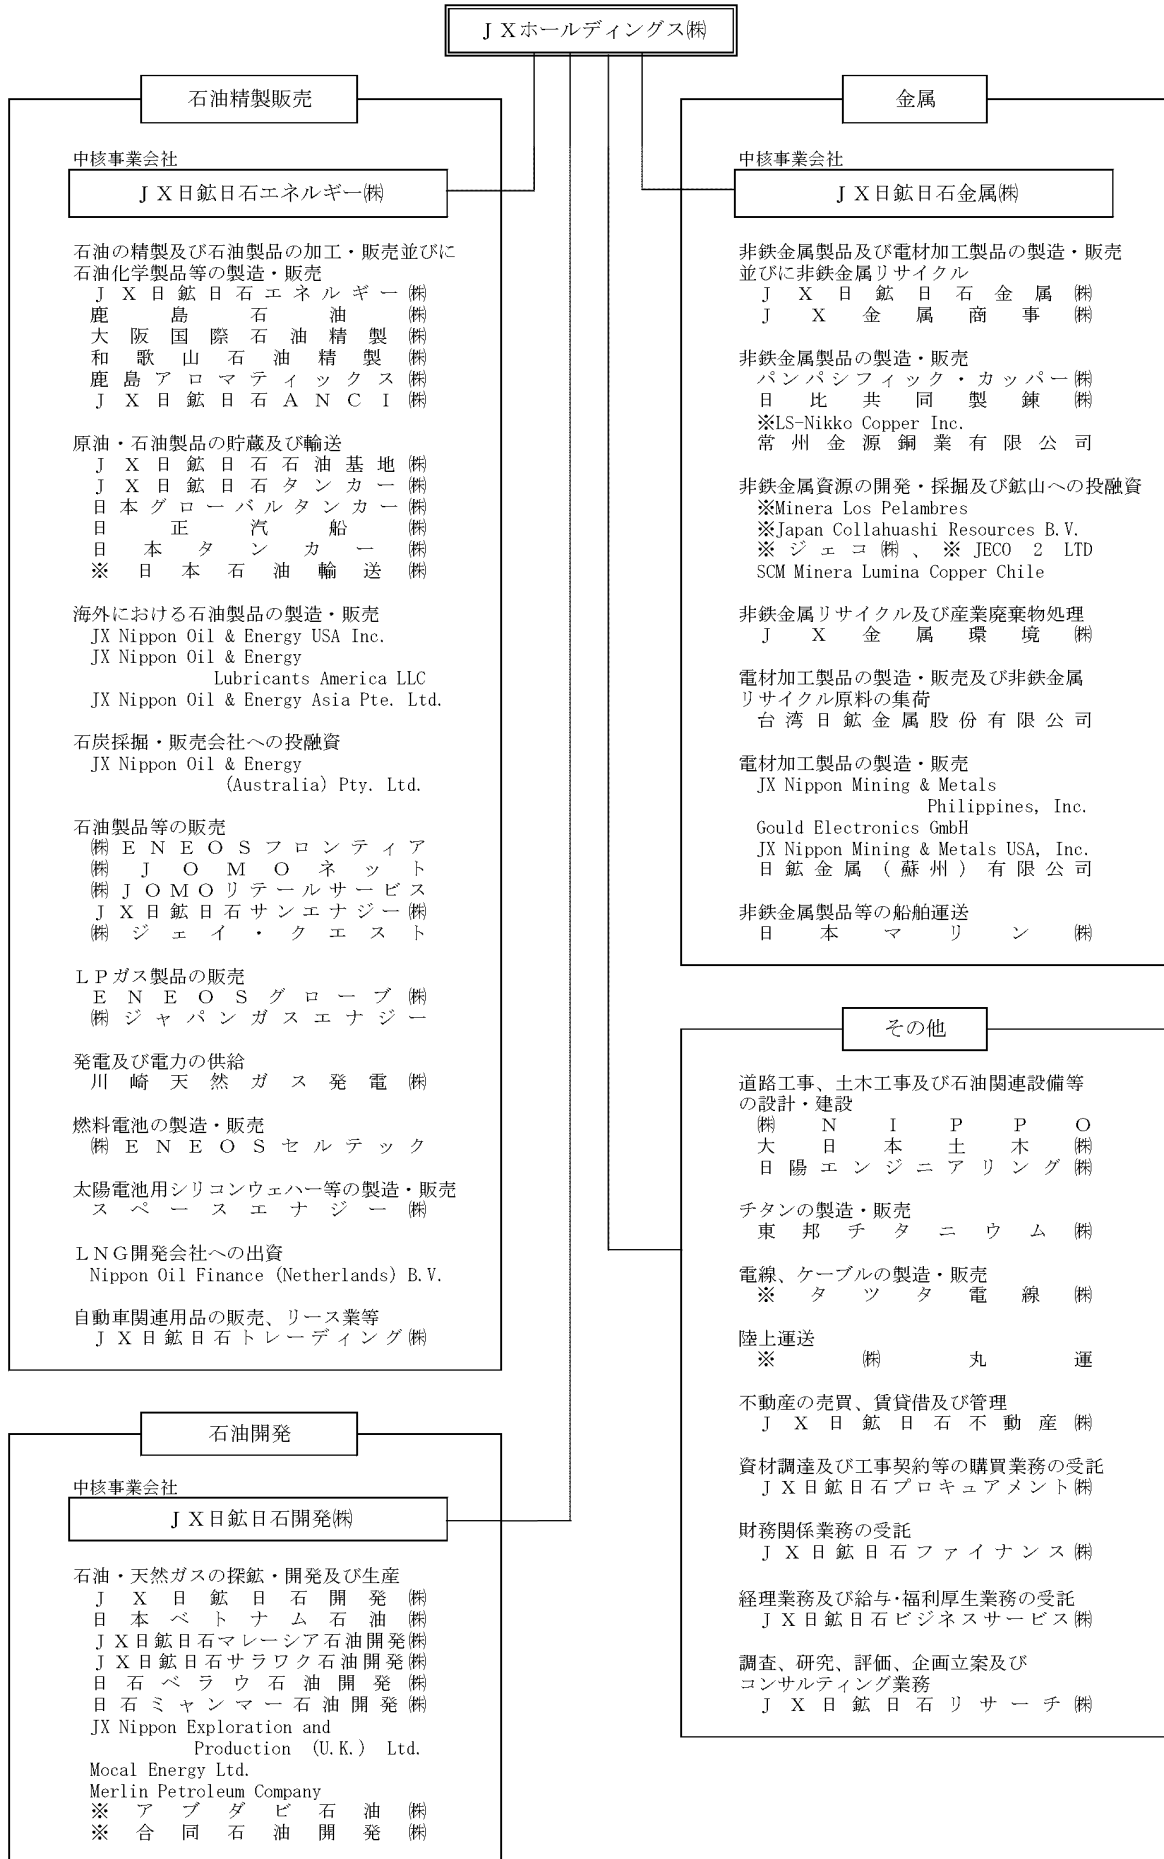 ＪＸホールディングス㈱
石油精製販売
中核事業会社
ＪＸ日鉱日石エネルギー㈱
石油の精製及び石油製品の加工・販売並びに
石油化学製品等の製造・販売
ＪＸ日鉱日石エネルギー㈱
鹿島石油㈱
大阪国際石油精製㈱
和歌山石油精製㈱
鹿島アロマティックス㈱
ＪＸ日鉱日石ＡＮＣＩ㈱
原油・石油製品の貯蔵及び輸送
ＪＸ日鉱日石石油基地㈱
ＪＸ日鉱日石タンカー㈱
日本グローバルタンカー㈱
日正汽船㈱
日本タンカー㈱
※日本石油輸送㈱
海外における石油製品の製造・販売
JX Nippon Oil & Energy USA Inc.
JX Nippon Oil & Energy
Lubricants America LLC
JX Nippon Oil & Energy Asia Pte. Ltd.
石炭採掘・販売会社への投融資
JX Nippon Oil & Energy
(Australia) Pty. Ltd.
石油製品等の販売
㈱ＥＮＥＯＳフロンティア
㈱ＪＯＭＯネット
㈱ＪＯＭＯリテールサービス
ＪＸ日鉱日石サンエナジー㈱
㈱ジェイ・クエスト
ＬＰガス製品の販売
ＥＮＥＯＳグローブ㈱
㈱ジャパンガスエナジー
発電及び電力の供給
川崎天然ガス発電㈱
燃料電池の製造・販売
㈱ＥＮＥＯＳセルテック
太陽電池用シリコンウェハー等の製造・販売
スペースエナジー㈱
ＬＮＧ開発会社への出資
Nippon Oil Finance (Netherlands) B.V.
自動車関連用品の販売、リース業等
ＪＸ日鉱日石トレーディング㈱
石油開発
中核事業会社
ＪＸ日鉱日石開発㈱
石油・天然ガスの探鉱・開発及び生産
ＪＸ日鉱日石開発㈱
日本ベトナム石油㈱
ＪＸ日鉱日石マレーシア石油開発㈱
ＪＸ日鉱日石サラワク石油開発㈱
日石ベラウ石油開発㈱
日石ミャンマー石油開発㈱
JX Nippon Exploration and
Production (U.K.) Ltd.
Mocal Energy Ltd.
Merlin Petroleum Company
※アブダビ石油㈱
※合同石油開発㈱
金属
中核事業会社
ＪＸ日鉱日石金属㈱
非鉄金属製品及び電材加工製品の製造・販売
並びに非鉄金属リサイクル
ＪＸ日鉱日石金属㈱
ＪＸ金属商事㈱
非鉄金属製品の製造・販売
パンパシフィック・カッパー㈱
日比共同製錬㈱
※LS-Nikko Copper Inc.
常州金源銅業有限公司
非鉄金属資源の開発・採掘及び鉱山への投融資
※Minera Los Pelambres
※Japan Collahuashi Resources B.V.
※ジェコ㈱、※JECO 2 LTD
SCM Minera Lumina Copper Chile
非鉄金属リサイクル及び産業廃棄物処理
ＪＸ金属環境㈱
電材加工製品の製造・販売及び非鉄金属
リサイクル原料の集荷
台湾日鉱金属股份有限公司
電材加工製品の製造・販売
JX Nippon Mining & Metals
Philippines, Inc.
Gould Electronics GmbH
JX Nippon Mining & Metals USA, Inc.
日鉱金属（蘇州）有限公司
非鉄金属製品等の船舶運送
日本マリン㈱
その他
道路工事、土木工事及び石油関連設備等
の設計・建設
㈱ＮＩＰＰＯ
大日本土木㈱
日陽エンジニアリング㈱
チタンの製造・販売
東邦チタニウム㈱
電線、ケーブルの製造・販売
※タツタ電線㈱
陸上運送
※㈱丸運
不動産の売買、賃貸借及び管理
ＪＸ日鉱日石不動産㈱
資材調達及び工事契約等の購買業務の受託
ＪＸ日鉱日石プロキュアメント㈱
財務関係業務の受託
ＪＸ日鉱日石ファイナンス㈱
経理業務及び給与・福利厚生業務の受託
ＪＸ日鉱日石ビジネスサービス㈱
調査、研究、評価、企画立案及び
コンサルティング業務
ＪＸ日鉱日石リサーチ㈱